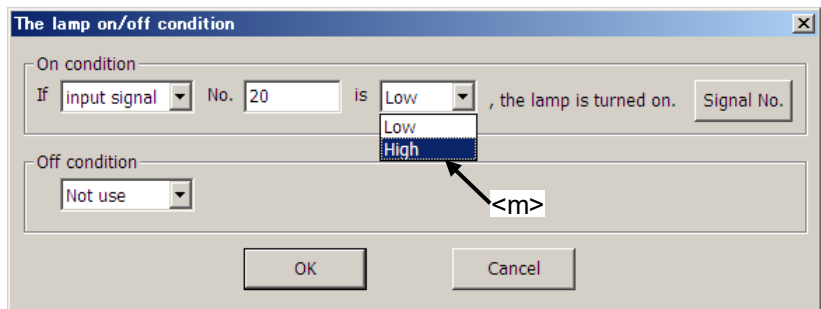 The lamp on/off condition
On condition
If input signal No. 20 is Low , the lamp is turned on. Signal No.
Low
High
<m>
Off condition
Not use
OK Cancel